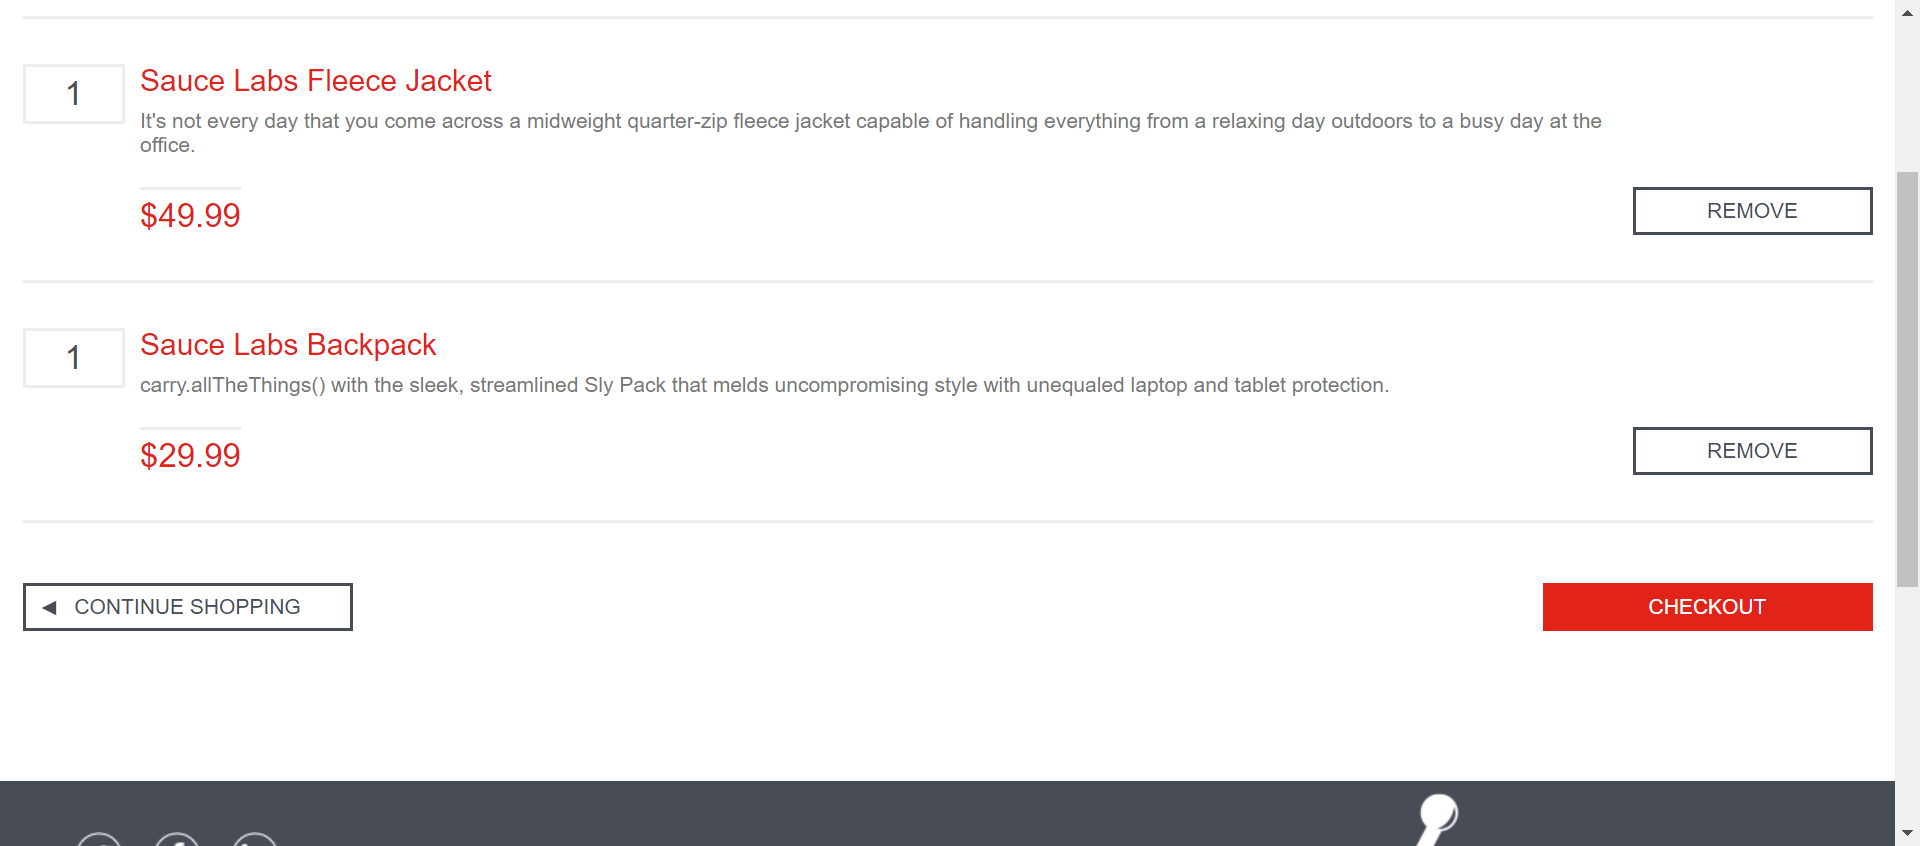 1
Sauce Labs Fleece Jacket
It's not every day that you come across a midweight quarter-zip fleece jacket capable of handling everything from a relaxing day outdoors to a busy day at the
office.
$49.99
REMOVE
1
Sauce Labs Backpack
carry.allTheThings() with the sleek, streamlined Sly Pack that melds uncompromising style with unequaled laptop and tablet protection.
$29.99
REMOVE
CONTINUE SHOPPING
CHECKOUT